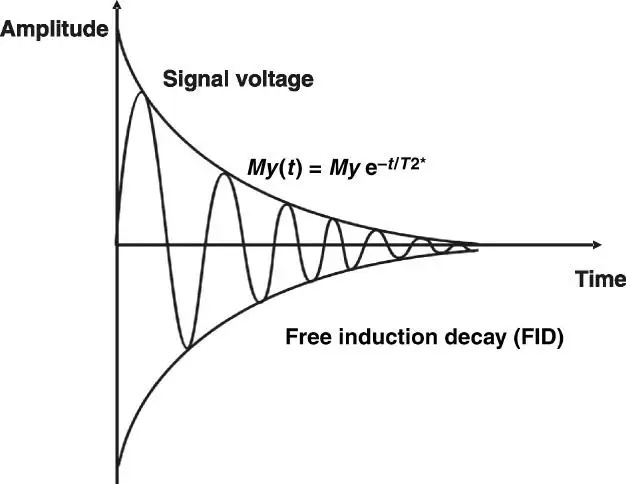 Amplitude
Signal voltage
My(t) = My e–t/T2*
Time
Free induction decay (FID)